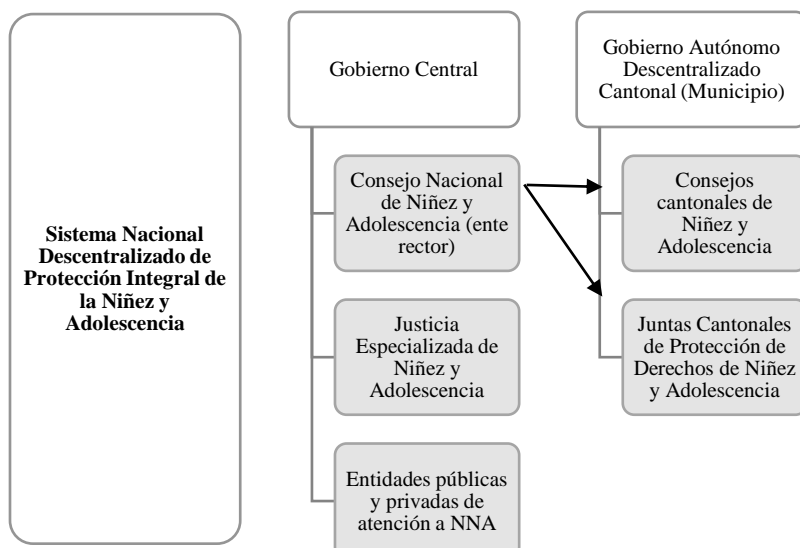 Sistema Nacional
Descentralizado de
Protección Integral de
la Niñez y
Adolescencia
Gobierno Central
Consejo Nacional
de Niñez y
Adolescencia (ente
rector)
Justicia
Especializada de
Niñez y
Adolescencia
Entidades públicas
y privadas de
atención a NNA
Gobierno Autónomo
Descentralizado
Cantonal (Municipio)
Consejos
cantonales de
Niñez y
Adolescencia
Juntas Cantonales
de Protección de
Derechos de Niñez
y Adolescencia